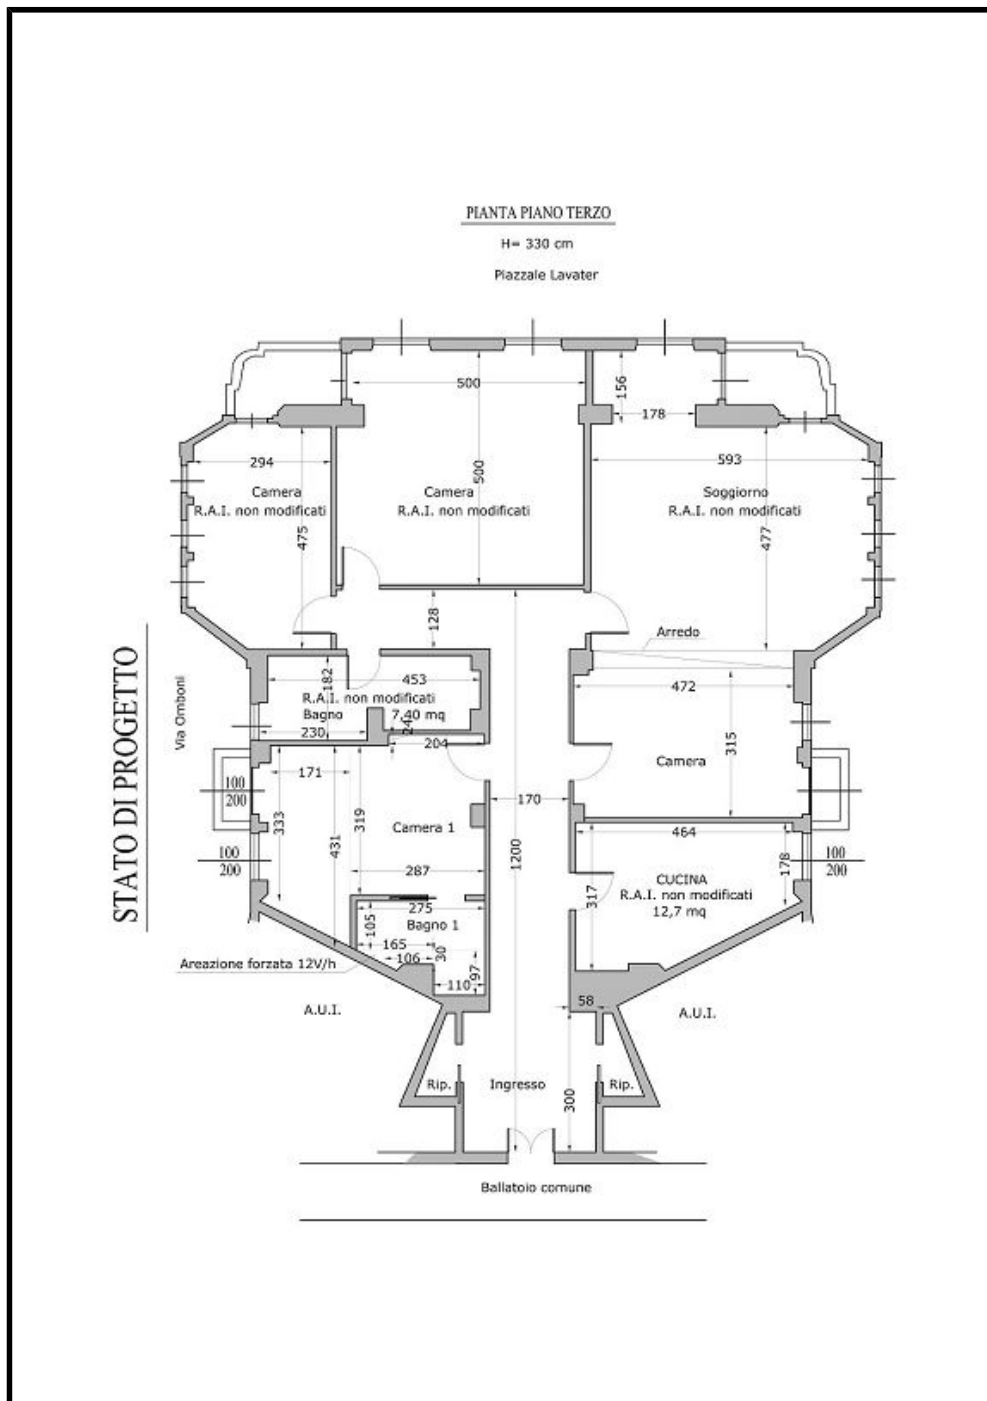 PIANTA PIANO TERZO
H= 330 cm
Piazzale Lavater
500
156
178
294
500
593
Camera
R.A.I. non modificati
Camera
R.A.I. non modificati
Soggiorno
R.A.I. non modificati
475
477
128
Arredo
STATO DI PROGETTO
Via Omboni
182
453
R.A.I. non modificati
Bagno 7,40 mq
24
230
204
472
315
Camera
171
100
200
170
333
431
319
Camera 1
1200
464
100
200
287
178
100
200
CUCINA
R.A.I. non modificati
12,7 mq
317
275
105
Bagno 1
165
30
106
97
110
Areazione forzata 12V/h
58
A.U.I.
A.U.I.
Rip.
Ingresso
Rip.
300
Ballatoio comune